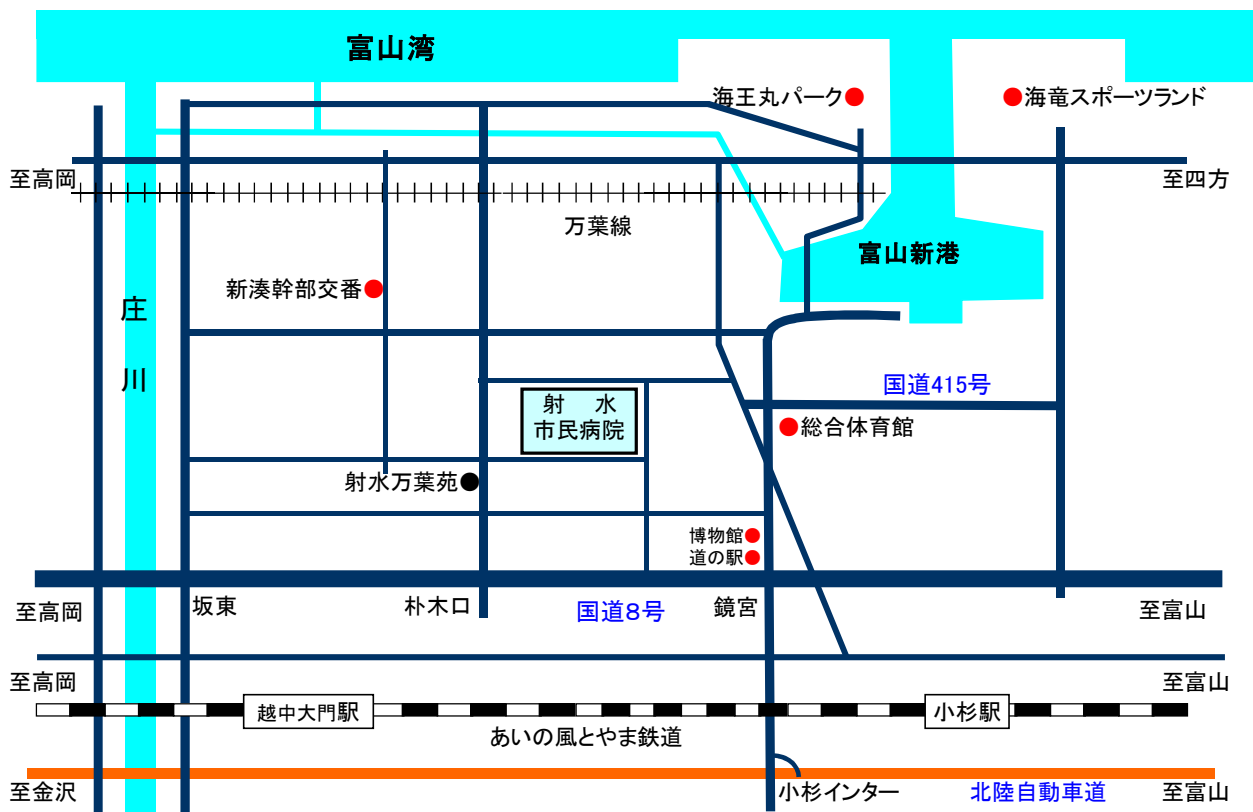 富山湾
海王丸パーク
海竜スポーツランド
至高岡
至四方
万葉線
富山新港
新湊幹部交番
庄
川
国道415号
射 水
市民病院
総合体育館
射水万葉苑
博物館
道の駅
至高岡
坂東
朴木口
国道8号
鏡宮
至富山
至高岡
至富山
越中大門駅
小杉駅
あいの風とやま鉄道
至金沢
小杉インター
北陸自動車道
至富山